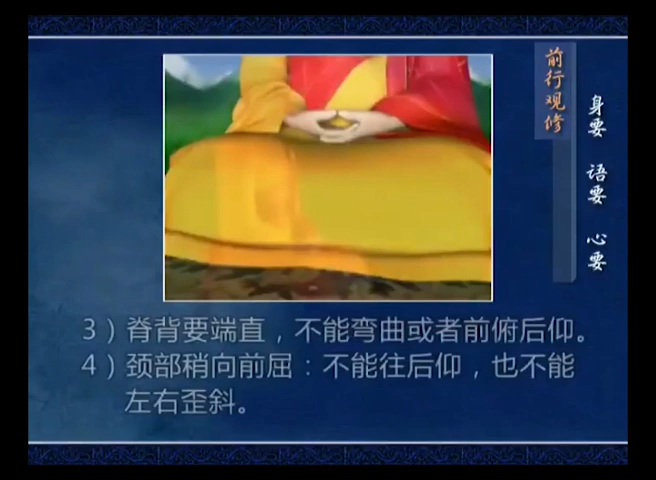 前行观修
身要 语要 心要
3）脊背要端直，不能弯曲或者前俯后仰。
4）颈部稍向前屈：不能往后仰，也不能
左右歪斜。